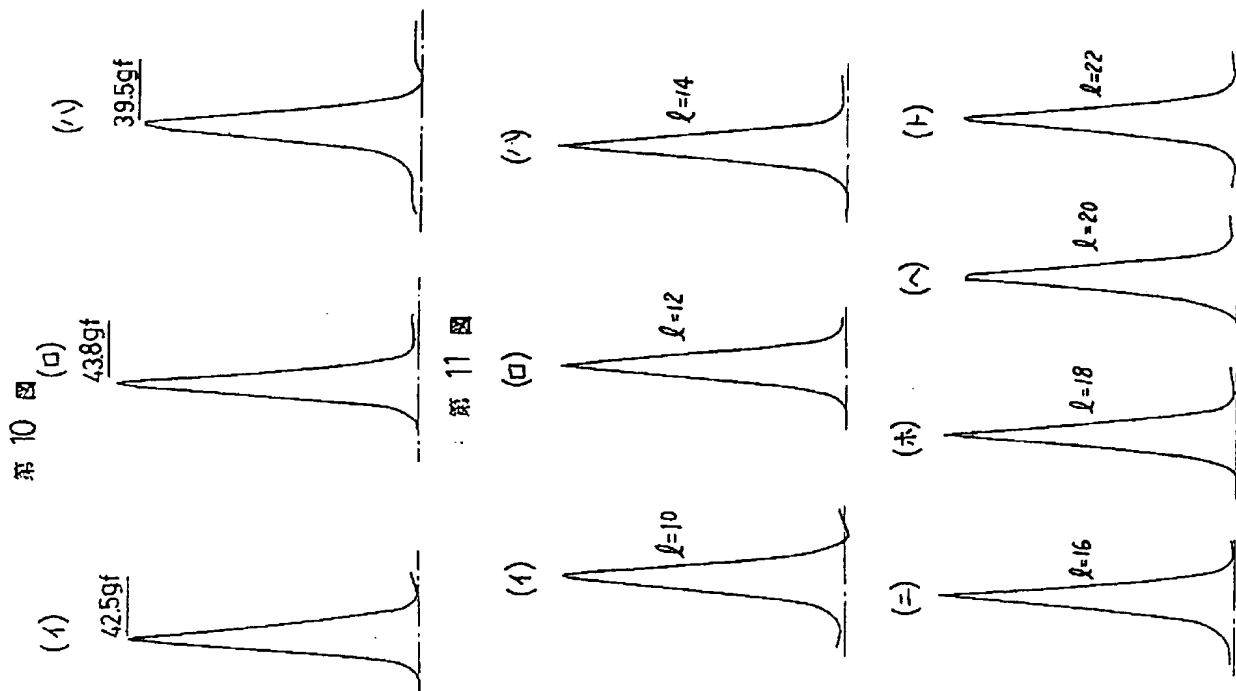 第 10 図
(イ)
42.5gf
(ロ)
43.8gf
(ハ)
39.5gf
第 11 図
(イ)
l=10
(ロ)
l=12
(ハ)
l=14
(ニ)
l=16
(ホ)
l=18
(ヘ)
l=20
(ト)
l=22